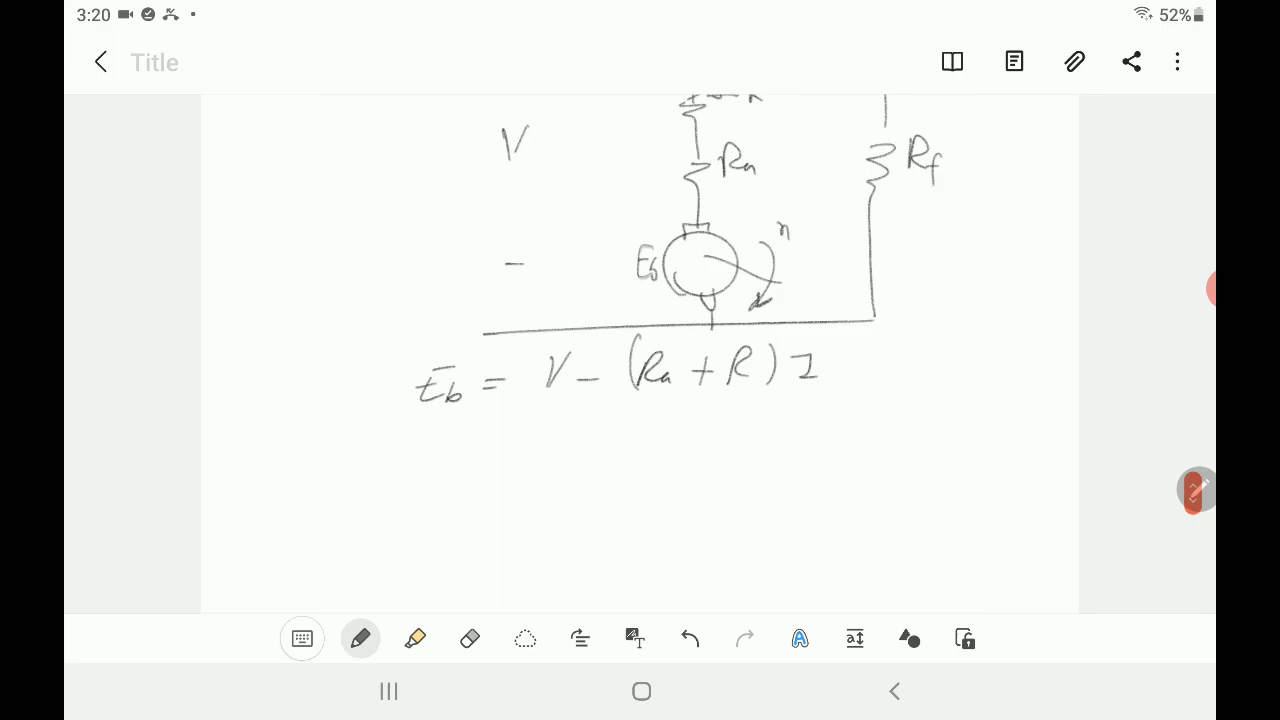 3:20 52%
Title
V
Ra
Rf
n
Eb
-
Eb = V - (Ra + R) I